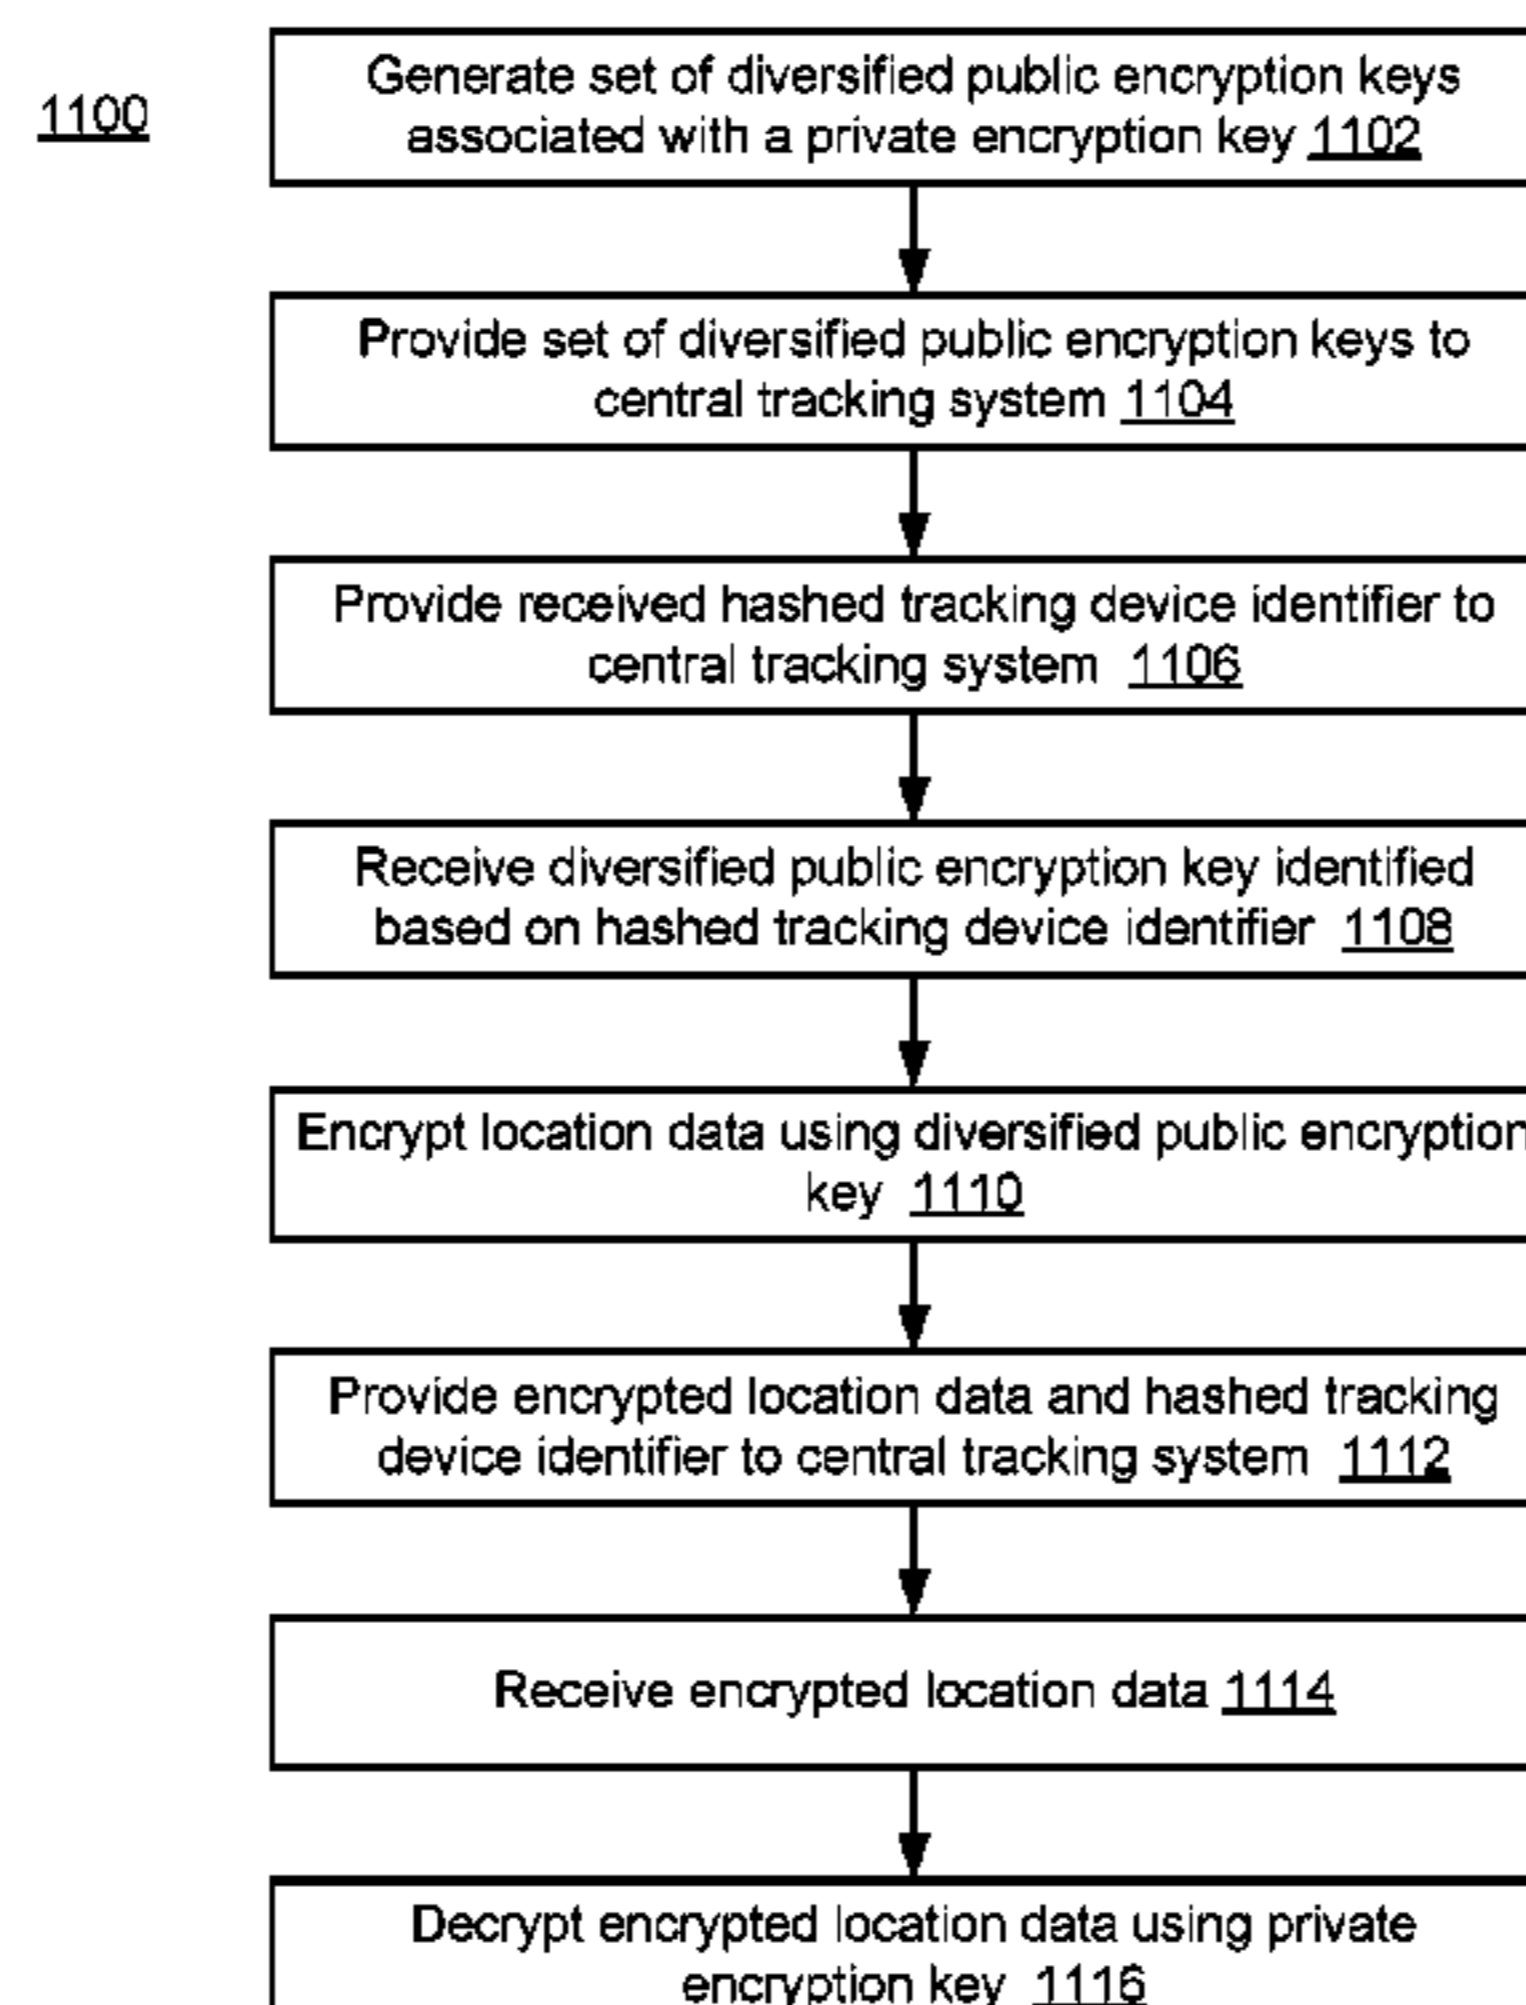 1100
Generate set of diversified public encryption keys
associated with a private encryption key 1102
Provide set of diversified public encryption keys to
central tracking system 1104
Provide received hashed tracking device identifier to
central tracking system 1106
Receive diversified public encryption key identified
based on hashed tracking device identifier 1108
Encrypt location data using diversified public encryption
key 1110
Provide encrypted location data and hashed tracking
device identifier to central tracking system 1112
Receive encrypted location data 1114
Decrypt encrypted location data using private
encryption key 1116